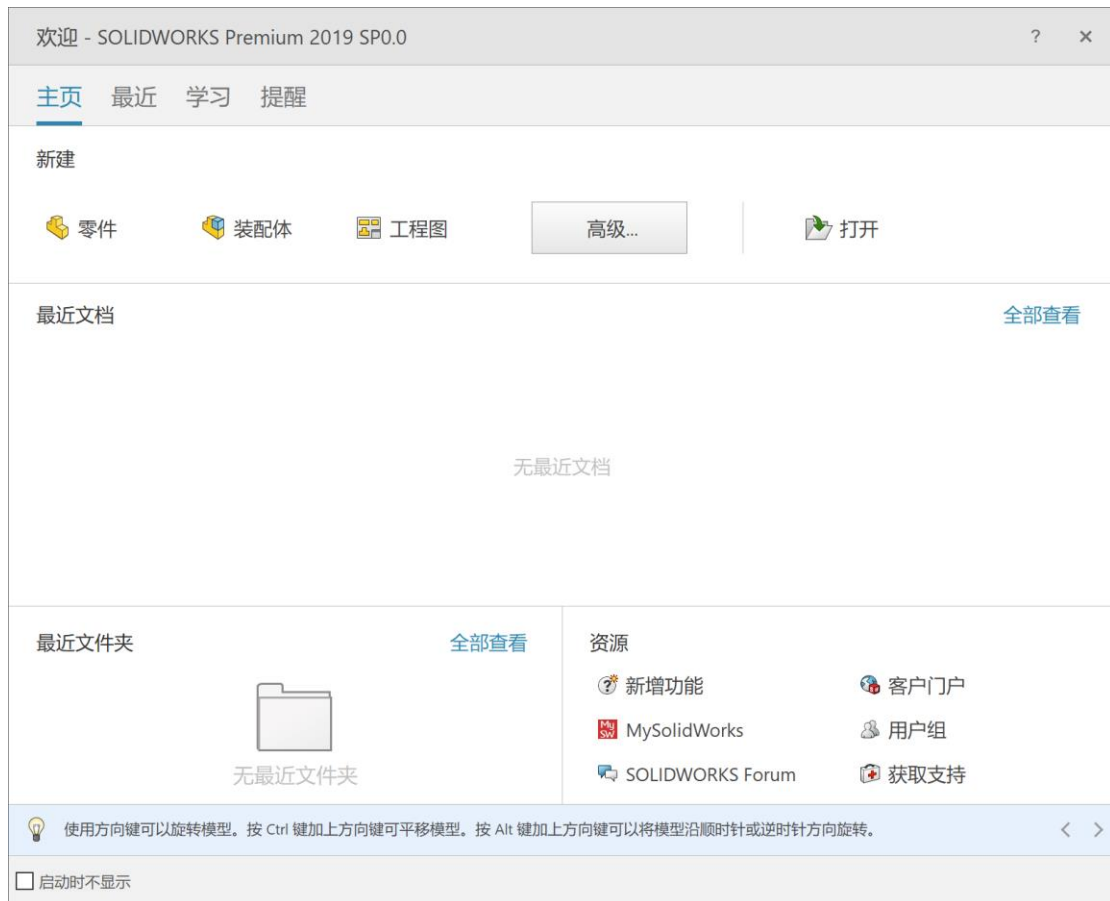 欢迎 - SOLIDWORKS Premium 2019 SP0.0
? ×
主页 最近 学习 提醒
新建
零件 装配体 工程图 高级... 打开
最近文档 全部查看
无最近文档
最近文件夹 全部查看
无最近文件夹
资源
新增功能 客户门户
MySolidWorks 用户组
SOLIDWORKS Forum 获取支持
使用方向键可以旋转模型。按 Ctrl 键加上方向键可平移模型。按 Alt 键加上方向键可以将模型沿顺时针或逆时针方向旋转。
启动时不显示